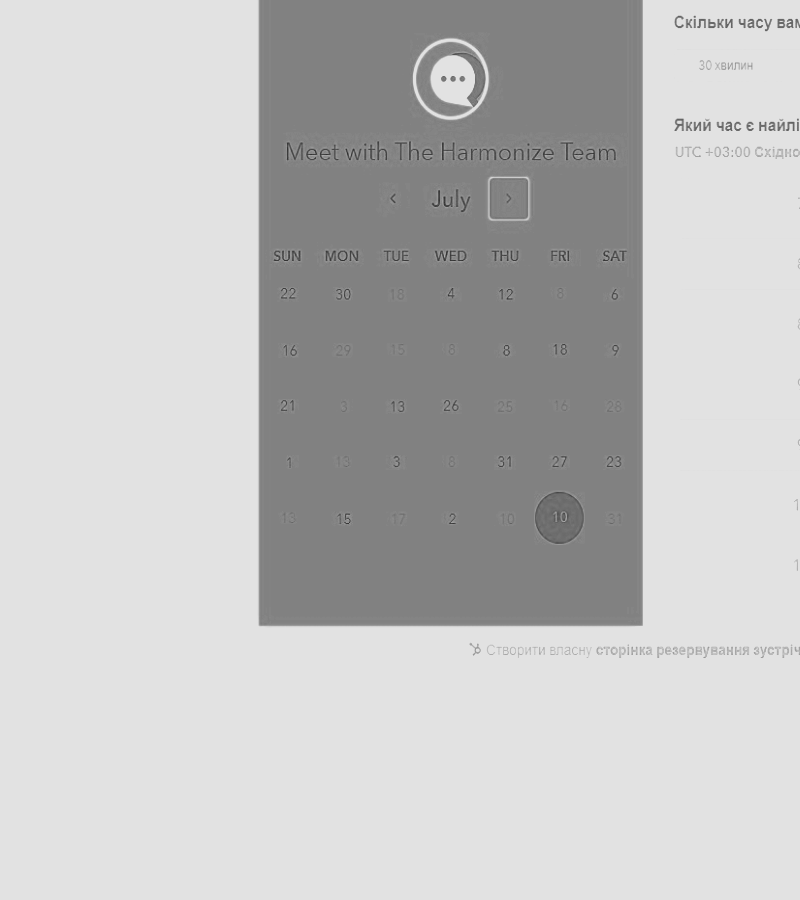 Meet with The Harmonize Team
July
SUN MON TUE WED THU FRI SAT
22 30 18 4 12 8 6
16 29 15 8 8 18 9
21 3 13 26 25 16 28
1 13 3 8 31 27 23
13 15 17 2 10 10 31
Створити власну сторінка резервування зустріч
Скільки часу вам
30 хвилин
Який час є найлі
UTC +03:00 Східно